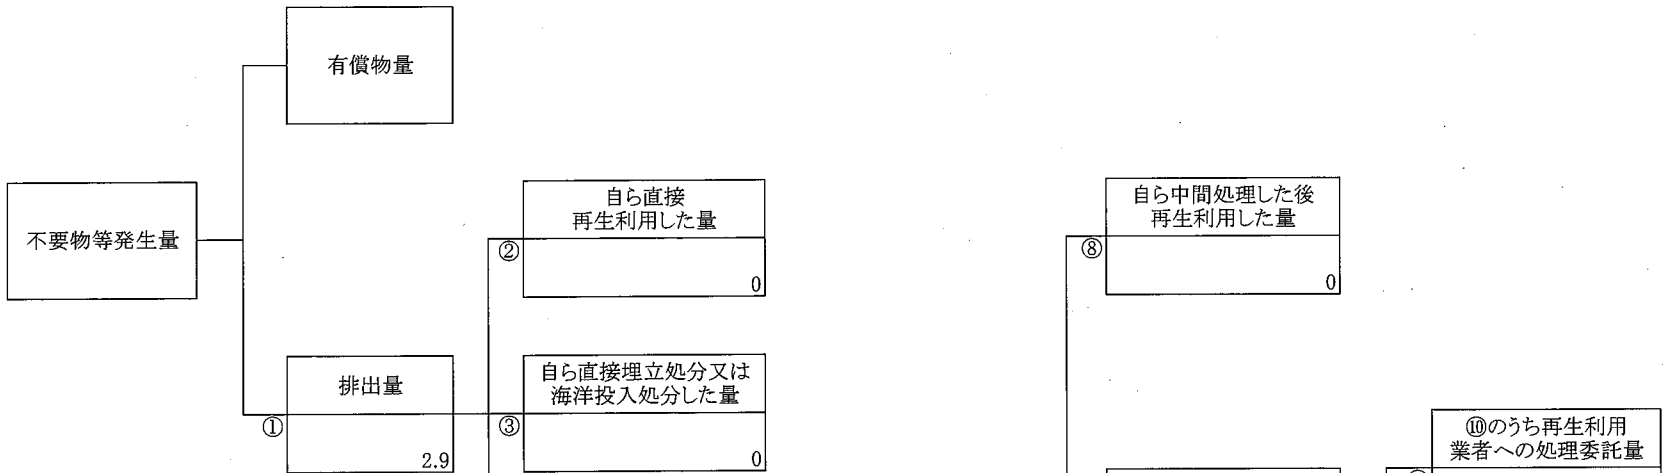 有償物量
不要物等発生量
自ら直接
再生利用した量
②
0
自ら中間処理した後
再生利用した量
⑧
0
排出量
①
2.9
自ら直接埋立処分又は
海洋投入処分した量
③
0
⑩のうち再生利用
業者への処理委託量